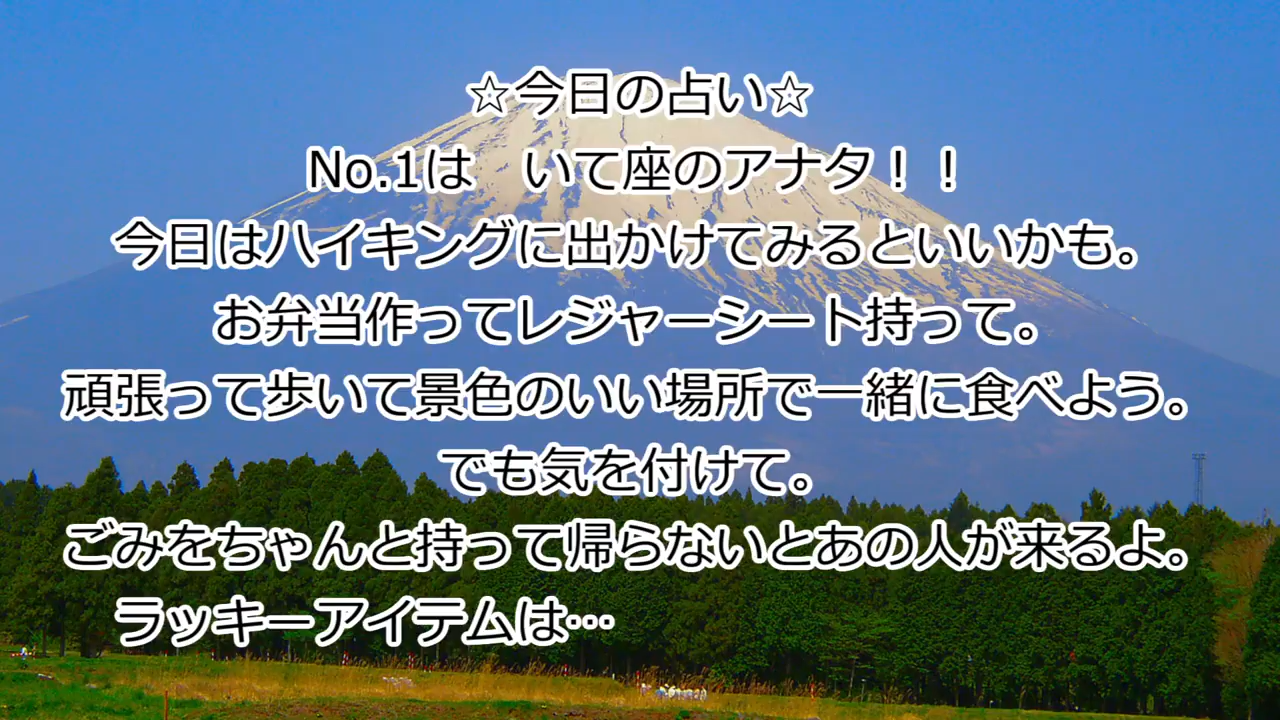 ☆今日の占い☆
No.1は　いて座のアナタ！！
今日はハイキングに出かけてみるといいかも。
お弁当作ってレジャーシート持って。
頑張って歩いて景色のいい場所で一緒に食べよう。
でも気を付けて。
ごみをちゃんと持って帰らないとあの人が来るよ。
ラッキーアイテムは…